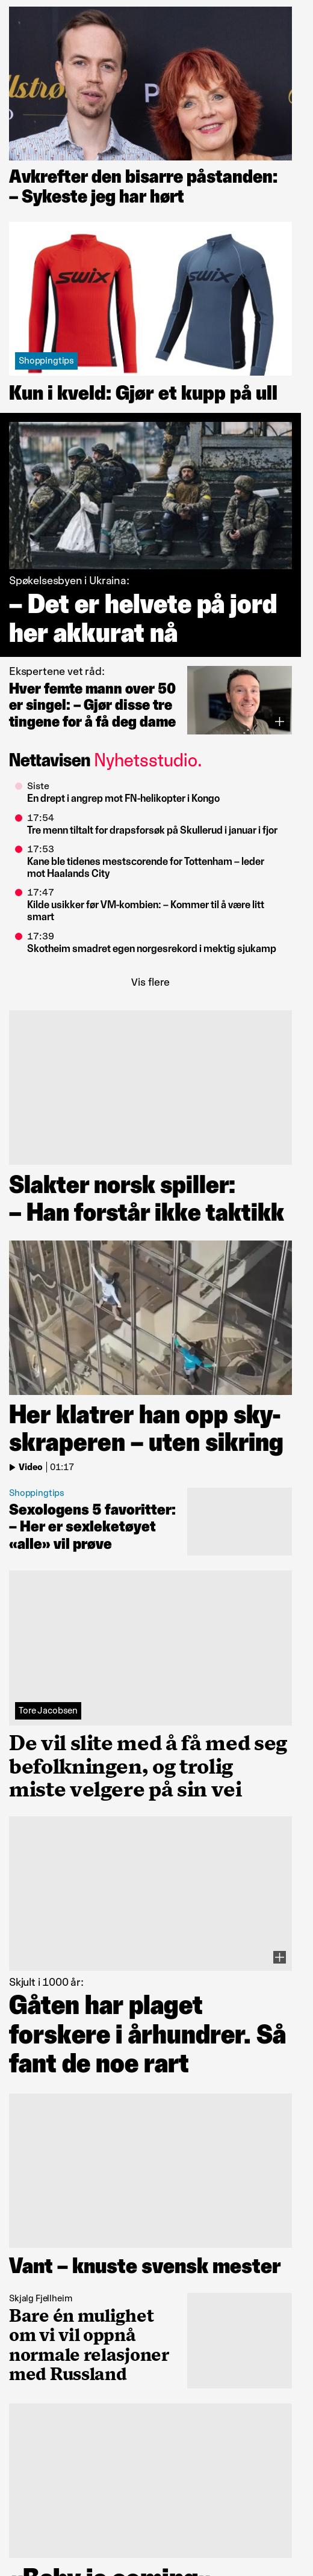 Avkrefter den bisarre påstanden:
– Sykeste jeg har hørt
SWIX
SWIX
Shoppingtips
Kun i kveld: Gjør et kupp på ull
Spøkelsesbyen i Ukraina:
– Det er helvete på jord
her akkurat nå
Ekspertene vet råd:
Hver femte mann over 50
er singel: – Gjør disse tre
tingene for å få deg dame
Nettavisen Nyhetsstudio.
Siste
En drept i angrep mot FN-helikopter i Kongo
17:54
Tre menn tiltalt for drapsforsøk på Skullerud i januar i fjor
17:53
Kane ble tidenes mestscorende for Tottenham – leder
mot Haalands City
17:47
Kilde usikker før VM-kombien: – Kommer til å være litt
smart
17:39
Skotheim smadret egen norgesrekord i mektig sjukamp
Vis flere
Slakter norsk spiller:
– Han forstår ikke taktikk
Her klatrer han opp sky-
skraperen – uten sikring
Video | 01:17
Shoppingtips
Sexologens 5 favoritter:
– Her er sexleketøyet
«alle» vil prøve
Tore Jacobsen
De vil slite med å få med seg
befolkningen, og trolig
miste velgere på sin vei
Skjult i 1000 år:
Gåten har plaget
forskere i århundrer. Så
fant de noe rart
Vant – knuste svensk mester
Skjalg Fjellheim
Bare én mulighet
om vi vil oppnå
normale relasjoner
med Russland